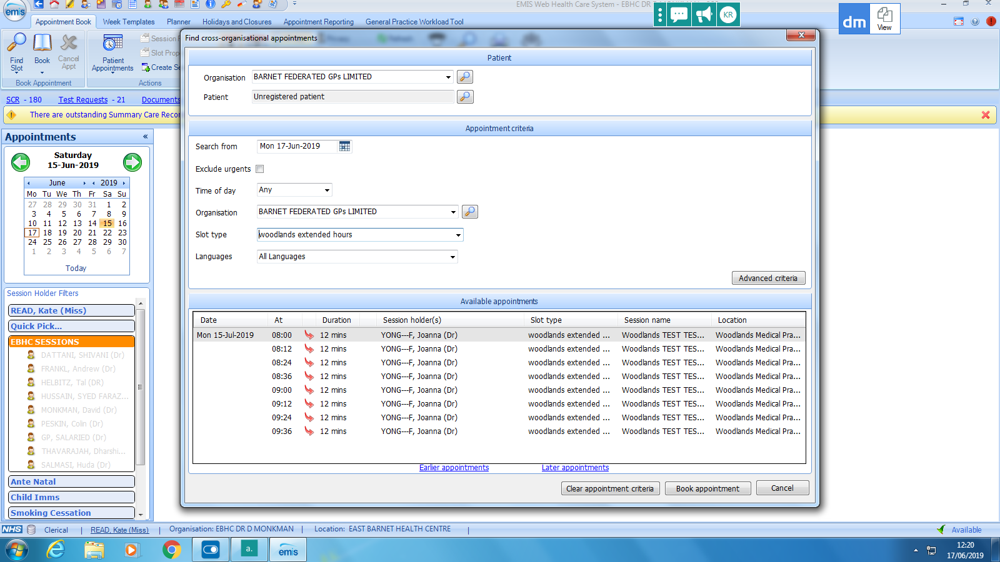 EMIS Web Health Care System - EBHC DR D
emis
Appointment Book
Week Templates
Planner
Holidays and Closures
Appointment Reporting
General Practice Workload Tool
KR
dm
View
Find Slot
Book
Cancel Appt
Patient Appointments
Session
Slot Prop
Create Se
Book Appointment
Actions
SCR - 180
Test Requests - 21
Documents
There are outstanding Summary Care Recor
Appointments
«
Saturday
15-Jun-2019
June 2019
Mo Tu We Th Fr Sa Su
27 28 29 30 31 1 2
3 4 5 6 7 8 9
10 11 12 13 14 15 16
17 18 19 20 21 22 23
24 25 26 27 28 29 30
1 2 3 4 5 6 7
Today
Session Holder Filters
READ, Kate (Miss)
Quick Pick...
EBHC SESSIONS
DATTANI, SHIVANI (Dr)
FRANKL, Andrew (Dr)
HELBITZ, Tal (DR)
HUSSAIN, SYED FARAZ...
MONKMAN, David (Dr)
PESKIN, Colin (Dr)
GP, SALARIED (Dr)
THAVARAJAH, Dharshi...
SALMASI, Huda (Dr)
Ante Natal
Child Imms
Smoking Cessation
Find cross-organisational appointments
Patient
Organisation BARNET FEDERATED GPs LIMITED
Patient Unregistered patient
Appointment criteria
Search from Mon 17-Jun-2019
Exclude urgents
Time of day Any
Organisation BARNET FEDERATED GPs LIMITED
Slot type woodlands extended hours
Languages All Languages
Advanced criteria
Available appointments
Date At Duration Session holder(s) Slot type Session name Location
Mon 15-Jul-2019 08:00 12 mins YONG---F, Joanna (Dr) woodlands extended ... Woodlands TEST TES... Woodlands Medical Pra...
08:12 12 mins YONG---F, Joanna (Dr) woodlands extended ... Woodlands TEST TES... Woodlands Medical Pra...
08:24 12 mins YONG---F, Joanna (Dr) woodlands extended ... Woodlands TEST TES... Woodlands Medical Pra...
08:36 12 mins YONG---F, Joanna (Dr) woodlands extended ... Woodlands TEST TES... Woodlands Medical Pra...
09:00 12 mins YONG---F, Joanna (Dr) woodlands extended ... Woodlands TEST TES... Woodlands Medical Pra...
09:12 12 mins YONG---F, Joanna (Dr) woodlands extended ... Woodlands TEST TES... Woodlands Medical Pra...
09:24 12 mins YONG---F, Joanna (Dr) woodlands extended ... Woodlands TEST TES... Woodlands Medical Pra...
09:36 12 mins YONG---F, Joanna (Dr) woodlands extended ... Woodlands TEST TES... Woodlands Medical Pra...
Earlier appointments
Later appointments
Clear appointment criteria
Book appointment
Cancel
NHS Clerical | READ, Kate (Miss) | Organisation: EBHC DR D MONKMAN | Location: EAST BARNET HEALTH CENTRE | Available
a.
emis
12:20
17/06/2019